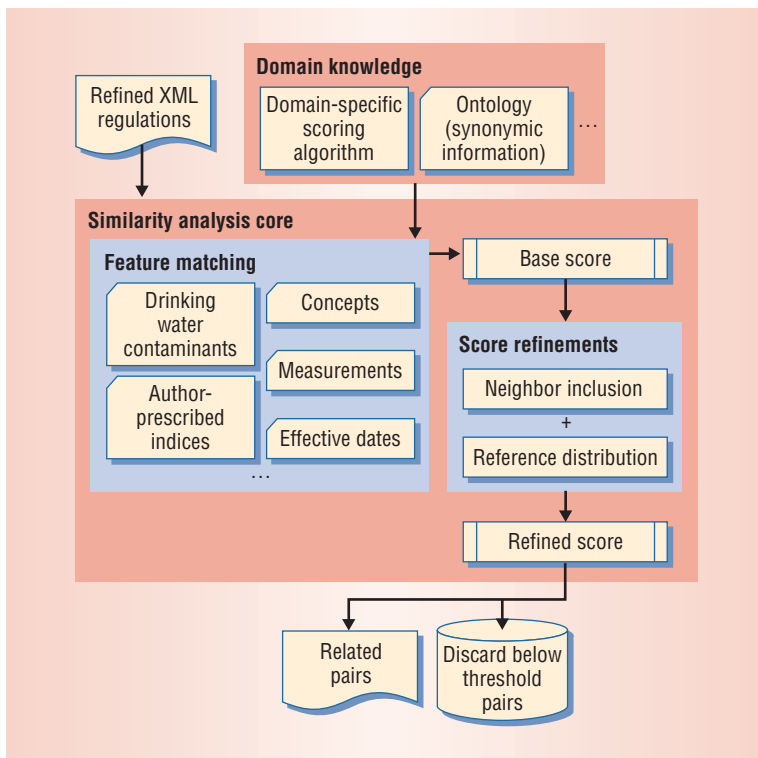 Domain knowledge
Refined XML
regulations
Domain-specific
scoring
algorithm
Ontology
(synonymic
information)
...
Similarity analysis core
Feature matching
Drinking
water
contaminants
Concepts
Measurements
Author-
prescribed
indices
Effective dates
...
Base score
Score refinements
Neighbor inclusion
+
Reference distribution
Refined score
Related
pairs
Discard below
threshold
pairs